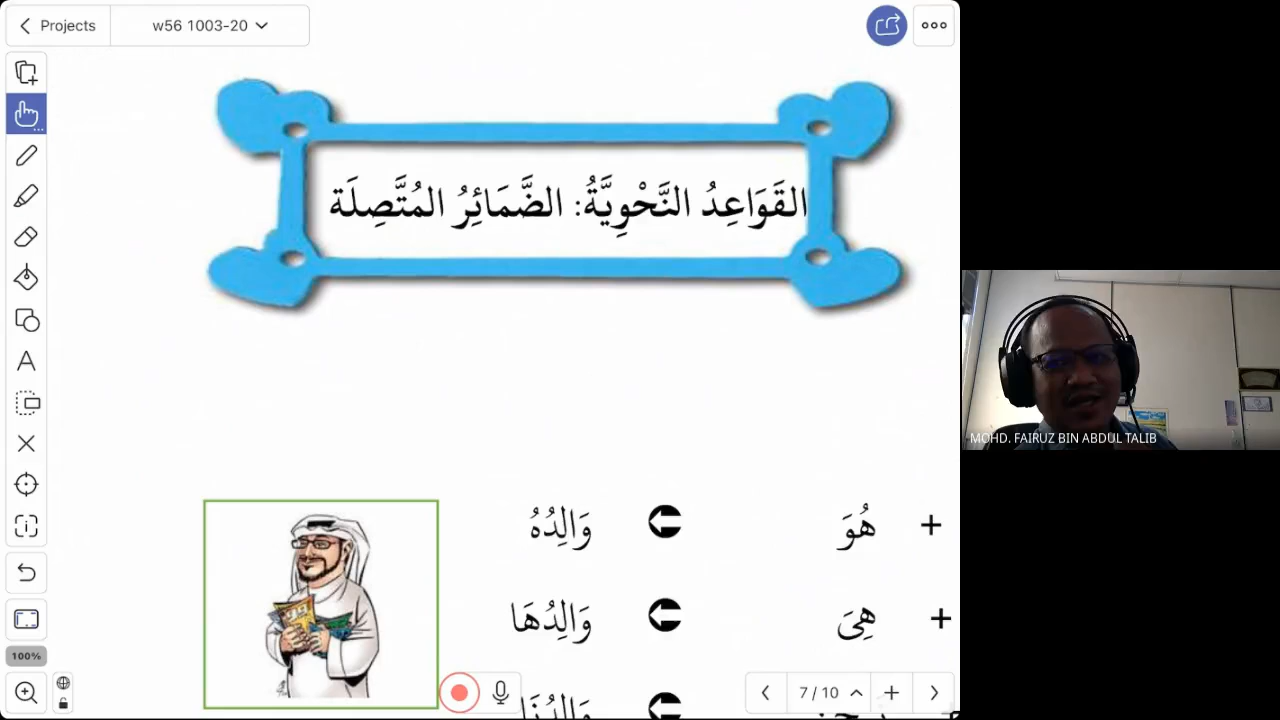 Projects
w56 1003-20
القَوَاعِدُ النَّحْوِيَّةُ: الضَّمَائِرُ المُتَّصِلَة
MOHD. FAIRUZ BIN ABDUL TALIB
+ هُوَ وَالِدُهُ
+ هِيَ وَالِدُهَا
وَالِدُنَا
100%
7 / 10